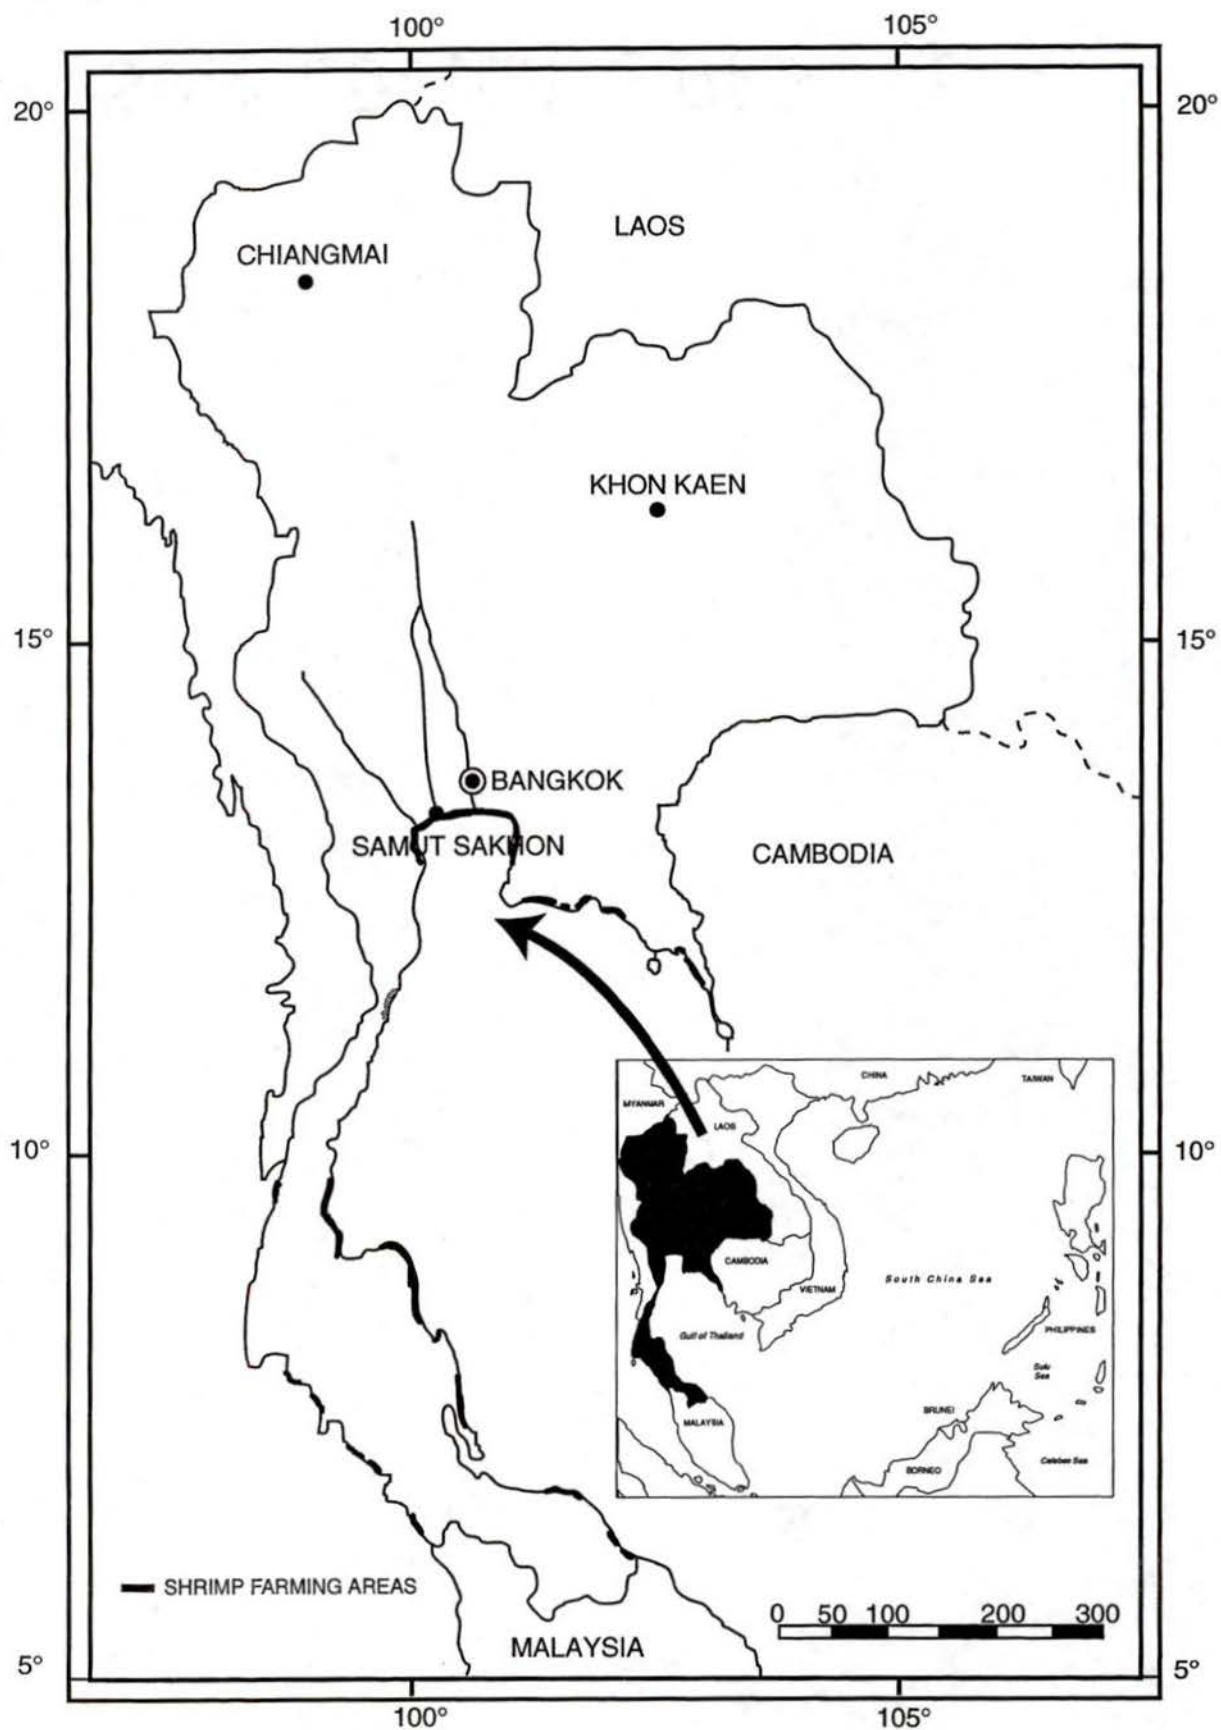 100° 105°
20° 20°
LAOS
CHIANGMAI
KHON KAEN
15° 15°
BANGKOK
SAMUT SAKHON
CAMBODIA
CHINA
TAIWAN
MYANMAR
LAOS
10° 10°
CAMBODIA
South China Sea
VIETNAM
Gulf of Thailand
PHILIPPINES
Sulu
Sea
BRUNEI
MALAYSIA
Celebes Sea
BORNEO
SHRIMP FARMING AREAS
0 50 100 200 300
MALAYSIA
5° 5°
100° 105°